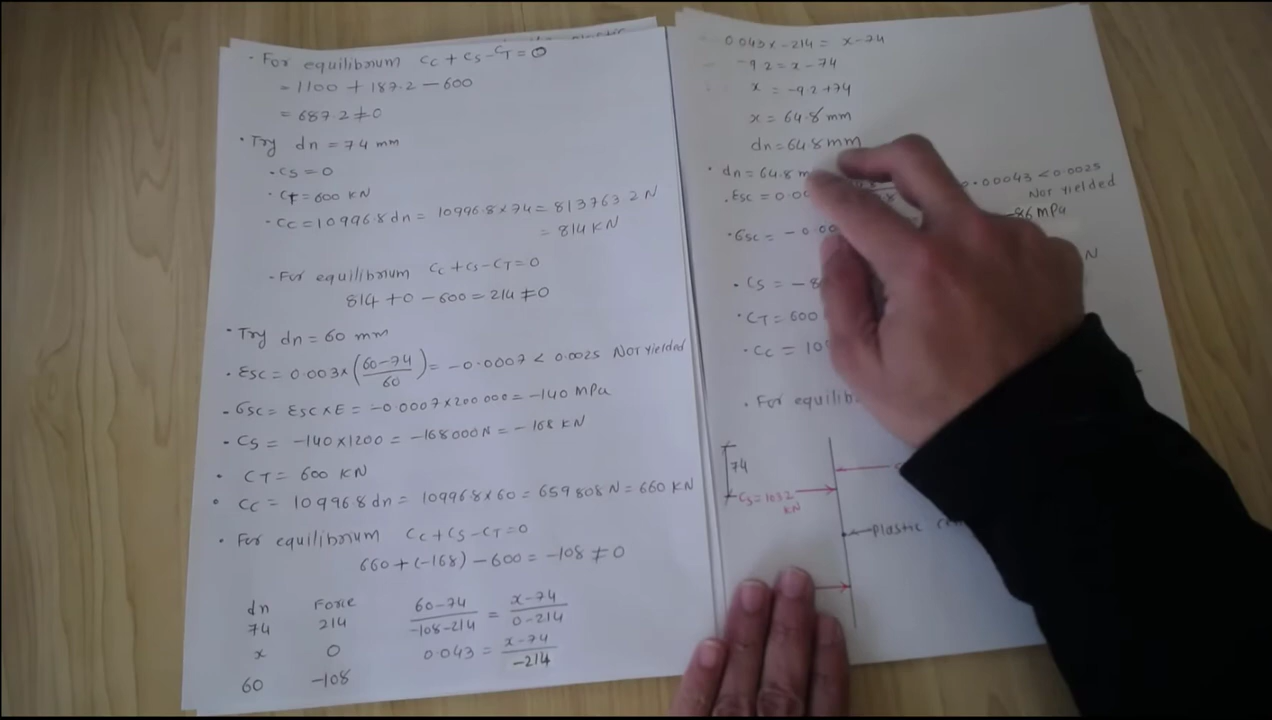 • For equilibrium Cc + Cs - CT = 0
= 1100 + 187.2 - 600
= 687.2 ≠ 0
• Try dn = 74 mm
• Cs = 0
• CT = 600 KN
• Cc = 10996.8 dn = 10996.8 × 74 = 813763.2 N
= 814 KN
- For equilibrium Cc + Cs - CT = 0
814 + 0 - 600 = 214 ≠ 0
• Try dn = 60 mm
• Esc = 0.003 × (60-74/60) = -0.0007 < 0.0025 Not yielded
- σsc = Esc × E = -0.0007 × 200 000 = -140 MPa
• Cs = -140 × 1200 = -168000 N = -168 KN
• CT = 600 KN
• Cc = 10996.8 dn = 10996.8 × 60 = 659808 N = 660 KN
• For equilibrium Cc + Cs - CT = 0
660 + (-168) - 600 = -108 ≠ 0
dn Force 60-74/-108-214 = x-74/0-214
74 214
x 0 0.043 = x-74/-214
60 -108
0.043 × -214 = x - 74
-9.2 = x - 74
x = -9.2 + 74
x = 64.8 mm
dn = 64.8 mm
• dn = 64.8 m
• Esc = 0.00 0.00043 < 0.0025
Not yielded
• σsc = -0.00 -86 MPa
• Cs = -8 N
• CT = 600
• Cc = 10
• For equilib
74
Cs = 103.2
KN
Plastic